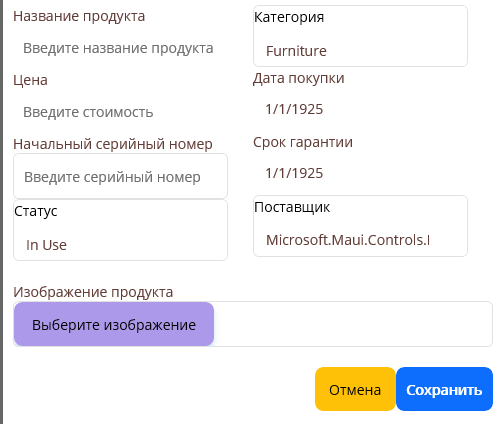 Название продукта
Введите название продукта
Категория
Furniture
Цена
Введите стоимость
Дата покупки
1/1/1925
Начальный серийный номер
Введите серийный номер
Срок гарантии
1/1/1925
Статус
In Use
Поставщик
Microsoft.Maui.Controls.I
Изображение продукта
Выберите изображение
Отмена
Сохранить